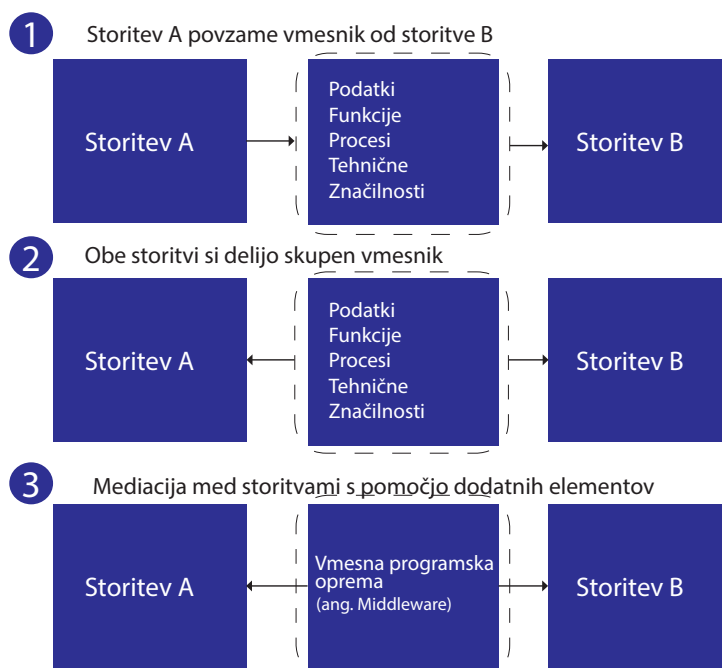 1
Storitev A povzame vmesnik od storitve B
Storitev A
Podatki
Funkcije
Procesi
Tehnične
Značilnosti
Storitev B
2
Obe storitvi si delijo skupen vmesnik
Storitev A
Podatki
Funkcije
Procesi
Tehnične
Značilnosti
Storitev B
3
Mediacija med storitvami s pomočjo dodatnih elementov
Storitev A
Vmesna programska
oprema
(ang. Middleware)
Storitev B